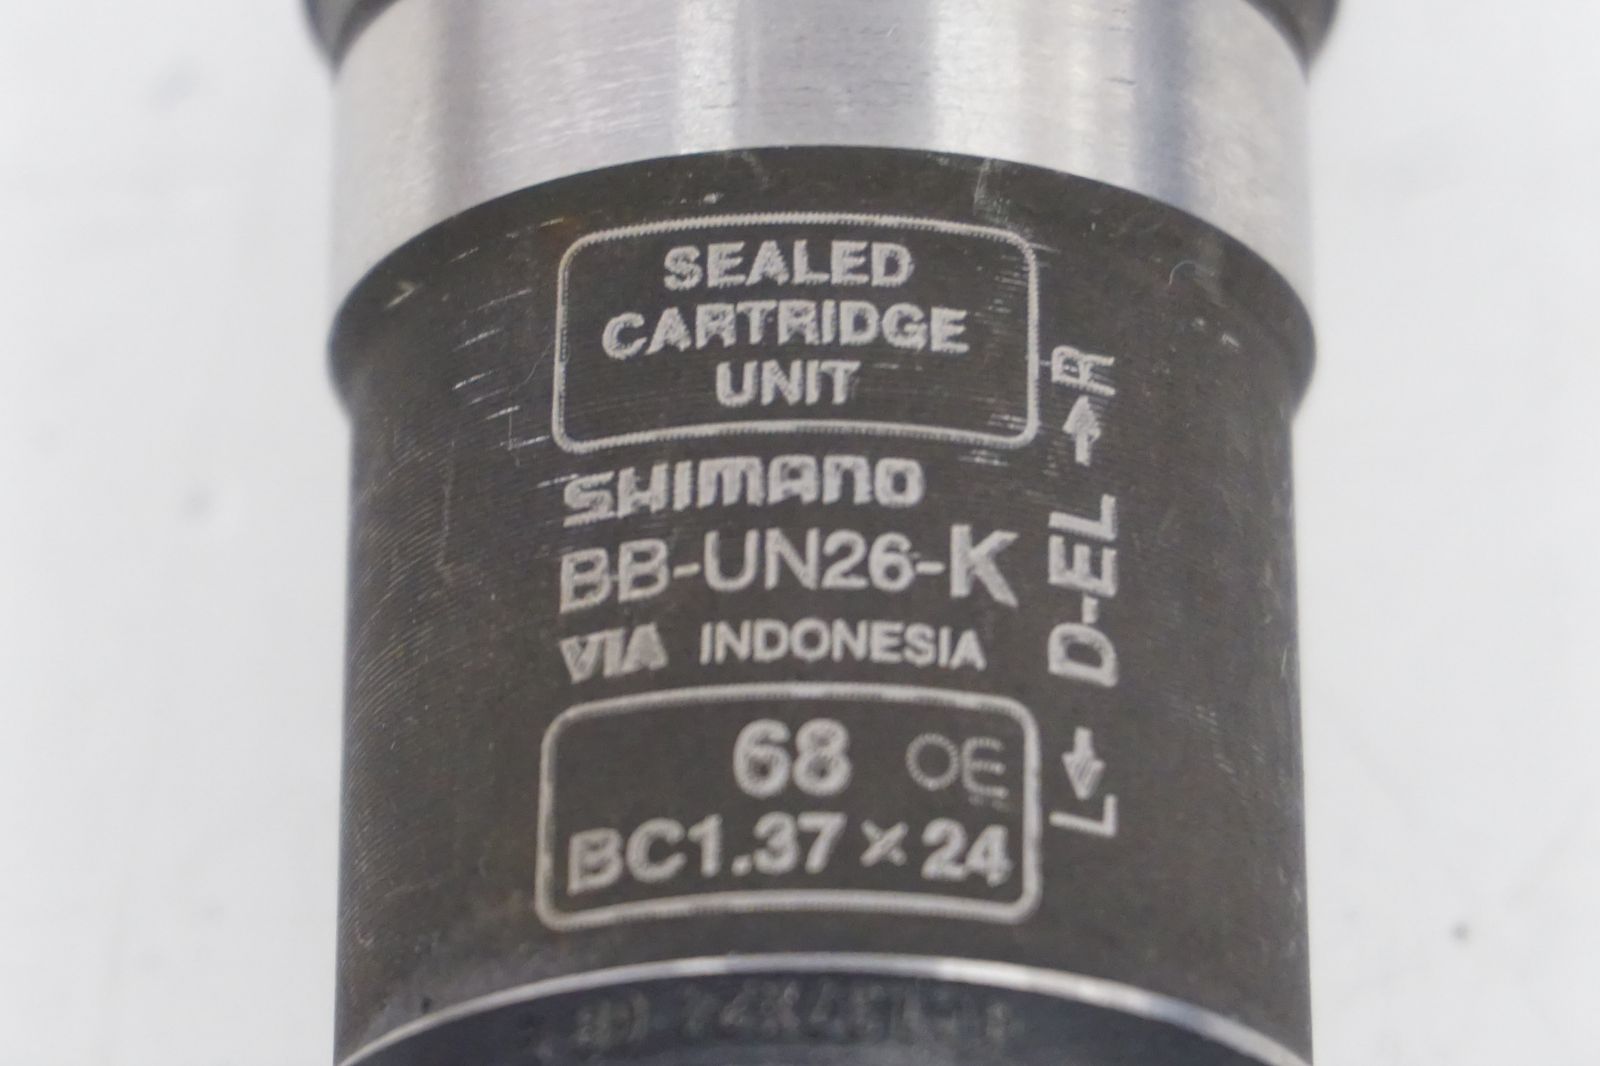 SEALED
CARTRIDGE
UNIT
SHIMANO
BB-UN26-K
VIA INDONESIA
68 OE
BC1.37×24
L← D-EL →R